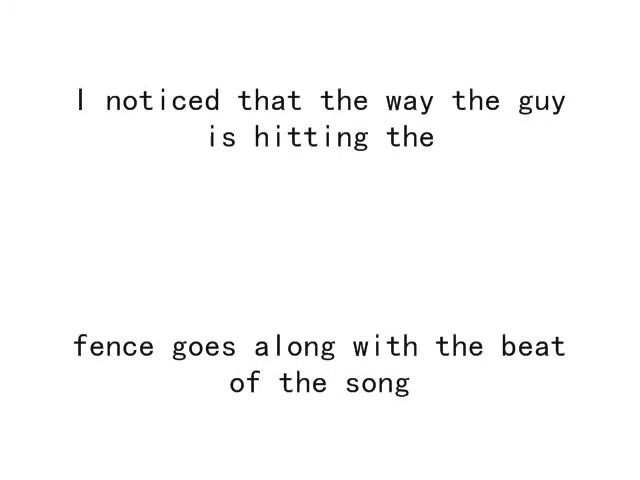 I noticed that the way the guy
is hitting the
fence goes along with the beat
of the song